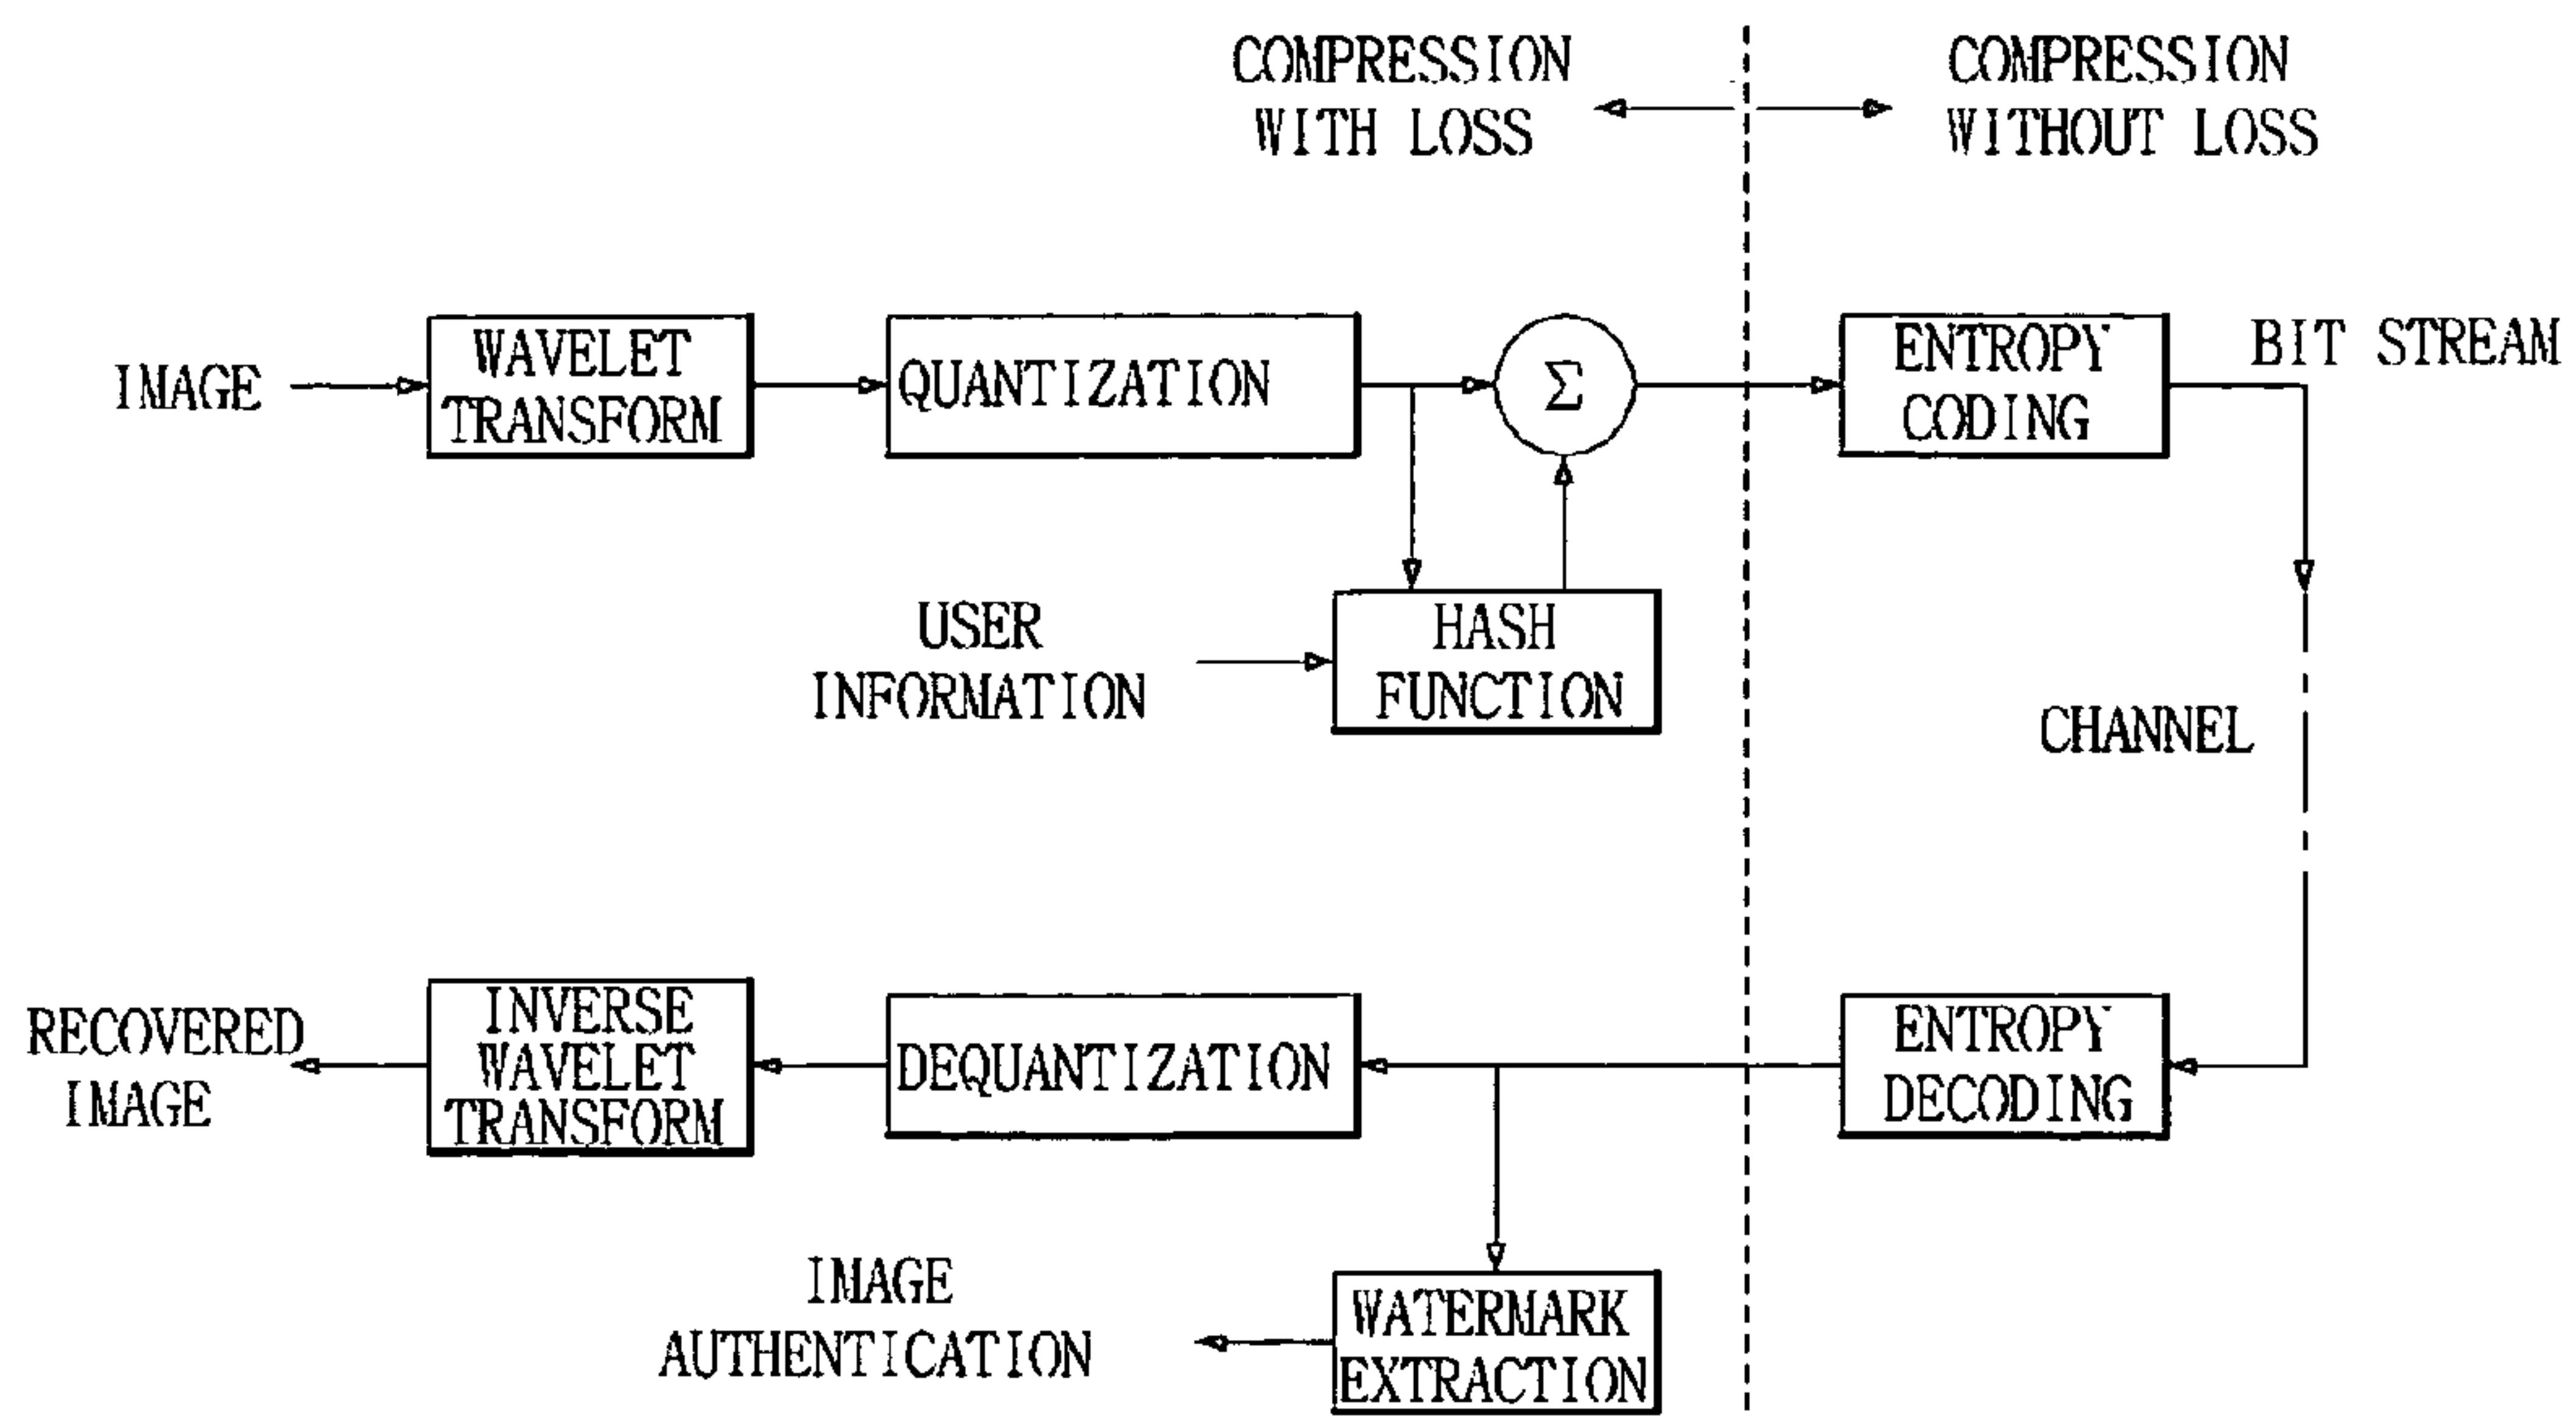 COMPRESSION
WITH LOSS
COMPRESSION
WITHOUT LOSS
IMAGE
WAVELET
TRANSFORM
QUANTIZATION
Σ
ENTROPY
CODING
BIT STREAM
USER
INFORMATION
HASH
FUNCTION
CHANNEL
RECOVERED
IMAGE
INVERSE
WAVELET
TRANSFORM
DEQUANTIZATION
ENTROPY
DECODING
IMAGE
AUTHENTICATION
WATERMARK
EXTRACTION